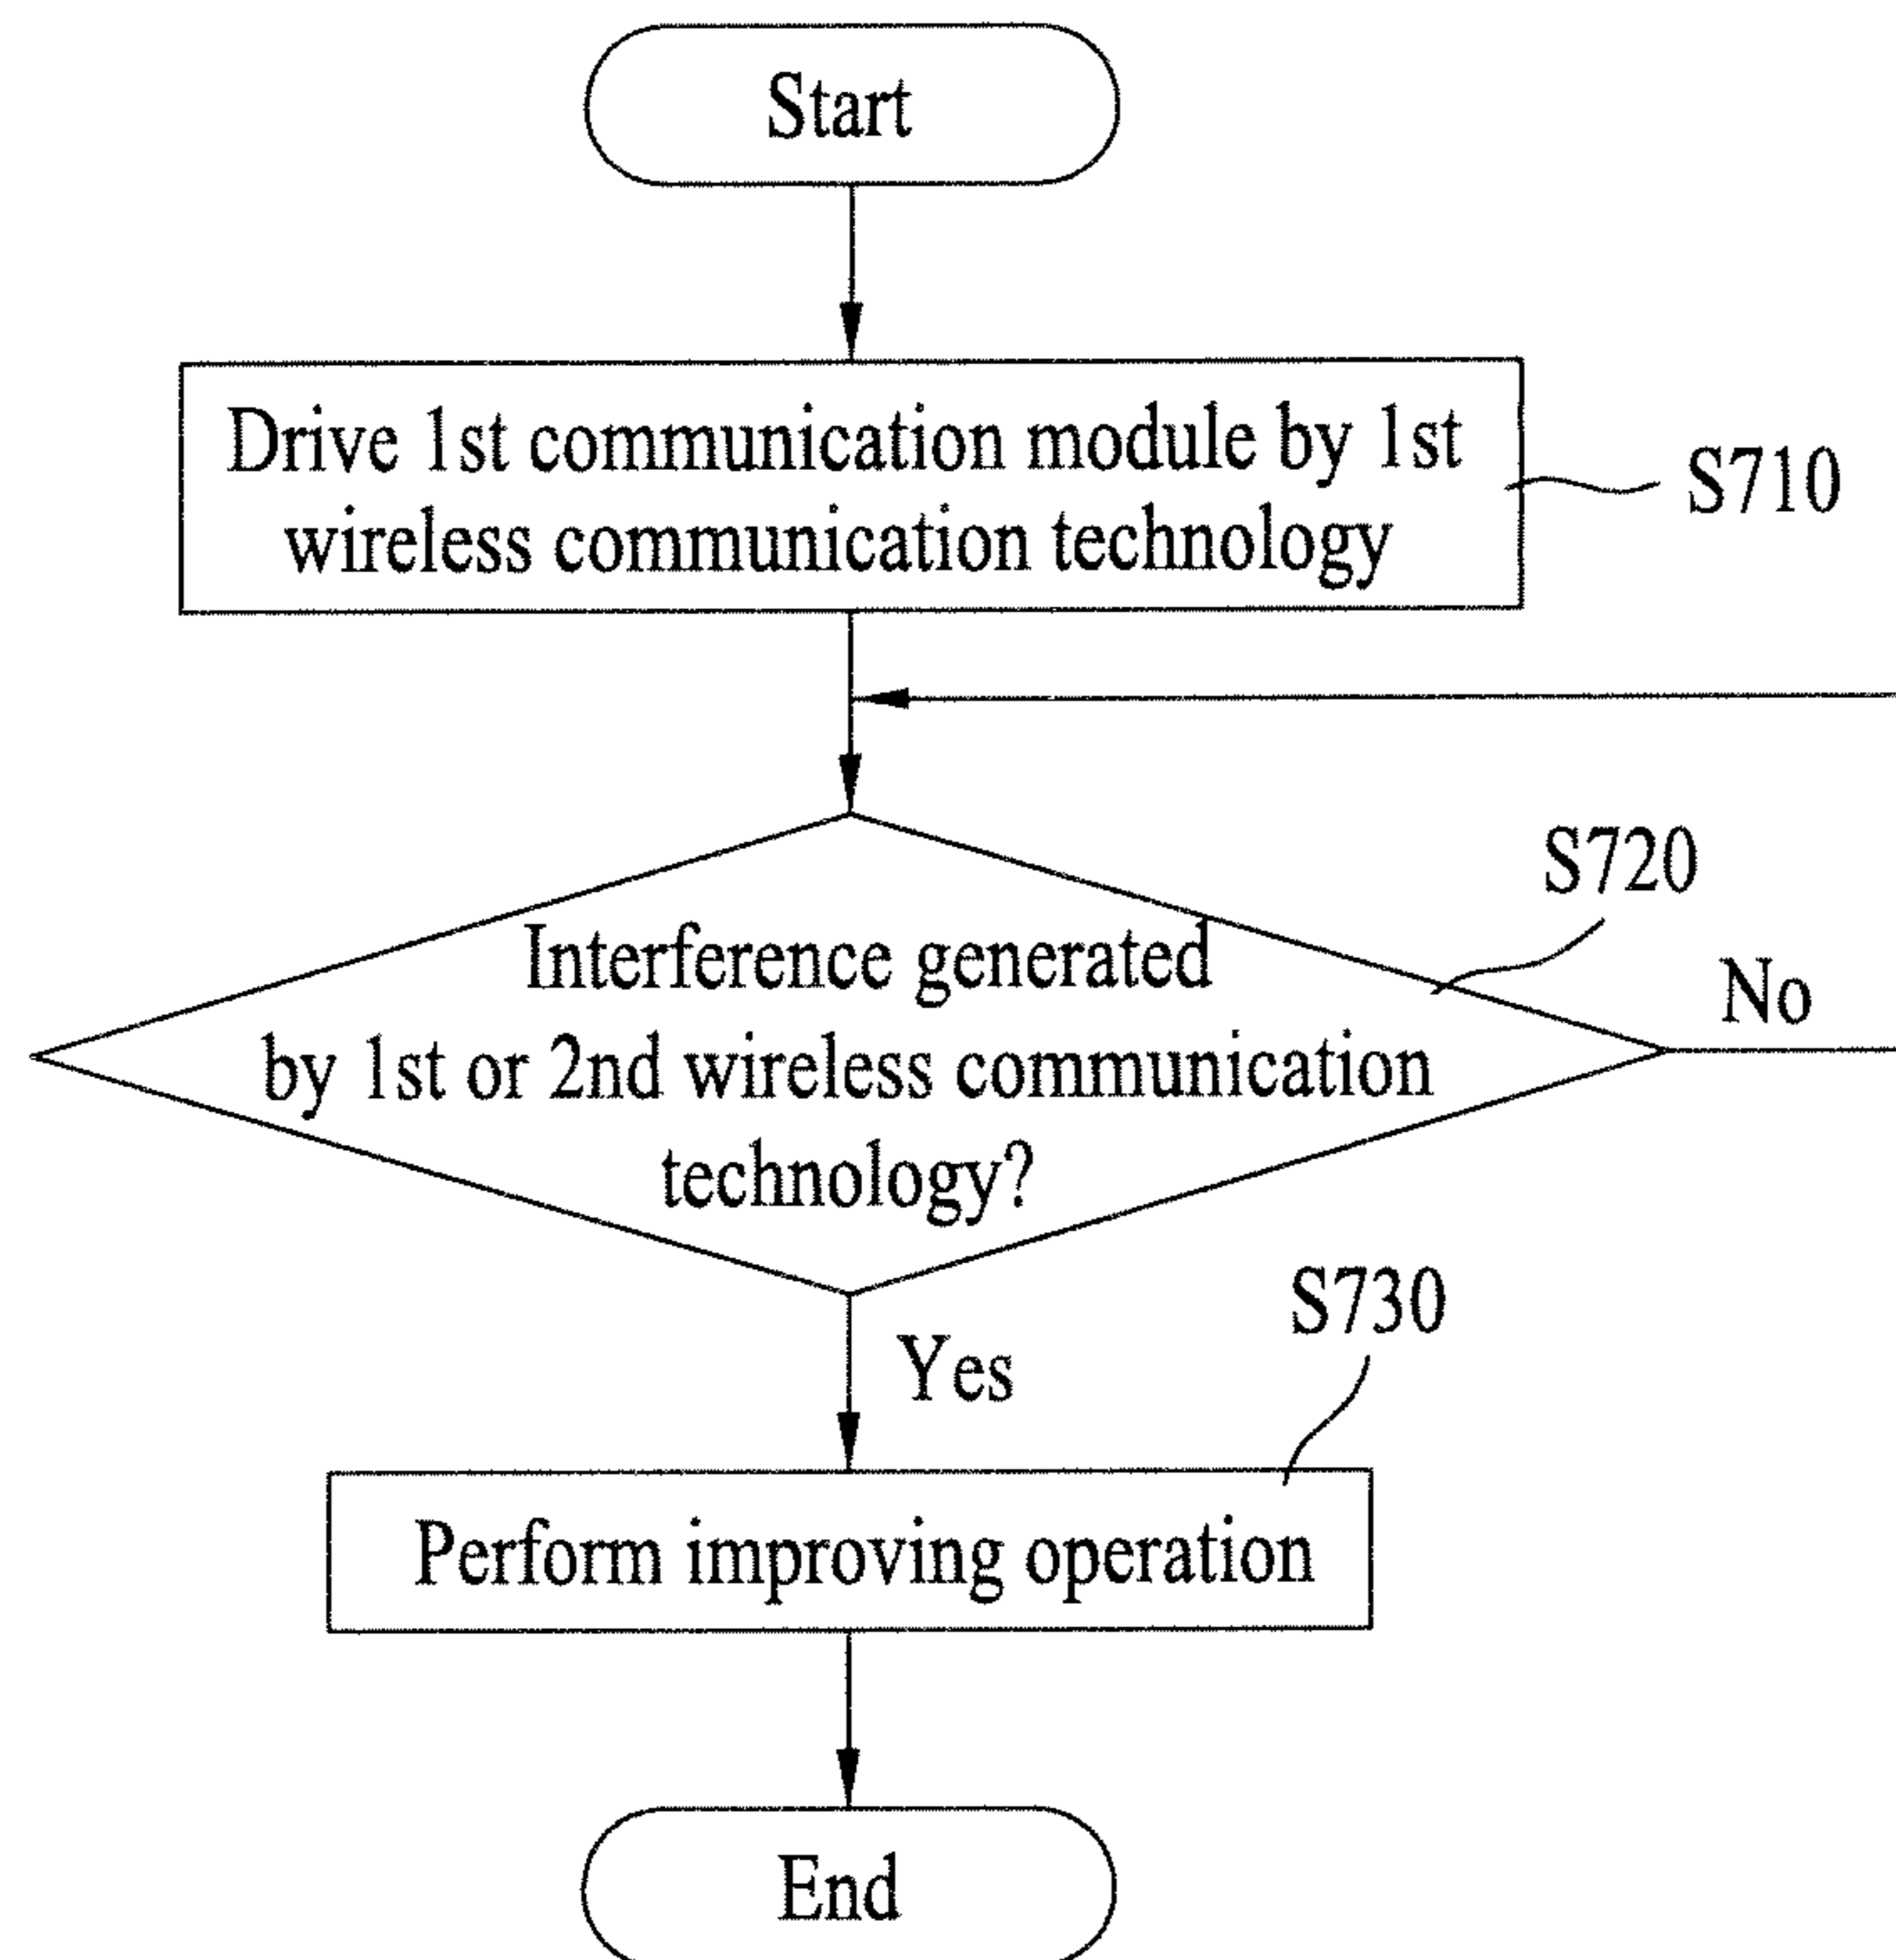 Start
Drive 1st communication module by 1st
wireless communication technology
S710
S720
Interference generated
by 1st or 2nd wireless communication
technology?
No
Yes
S730
Perform improving operation
End